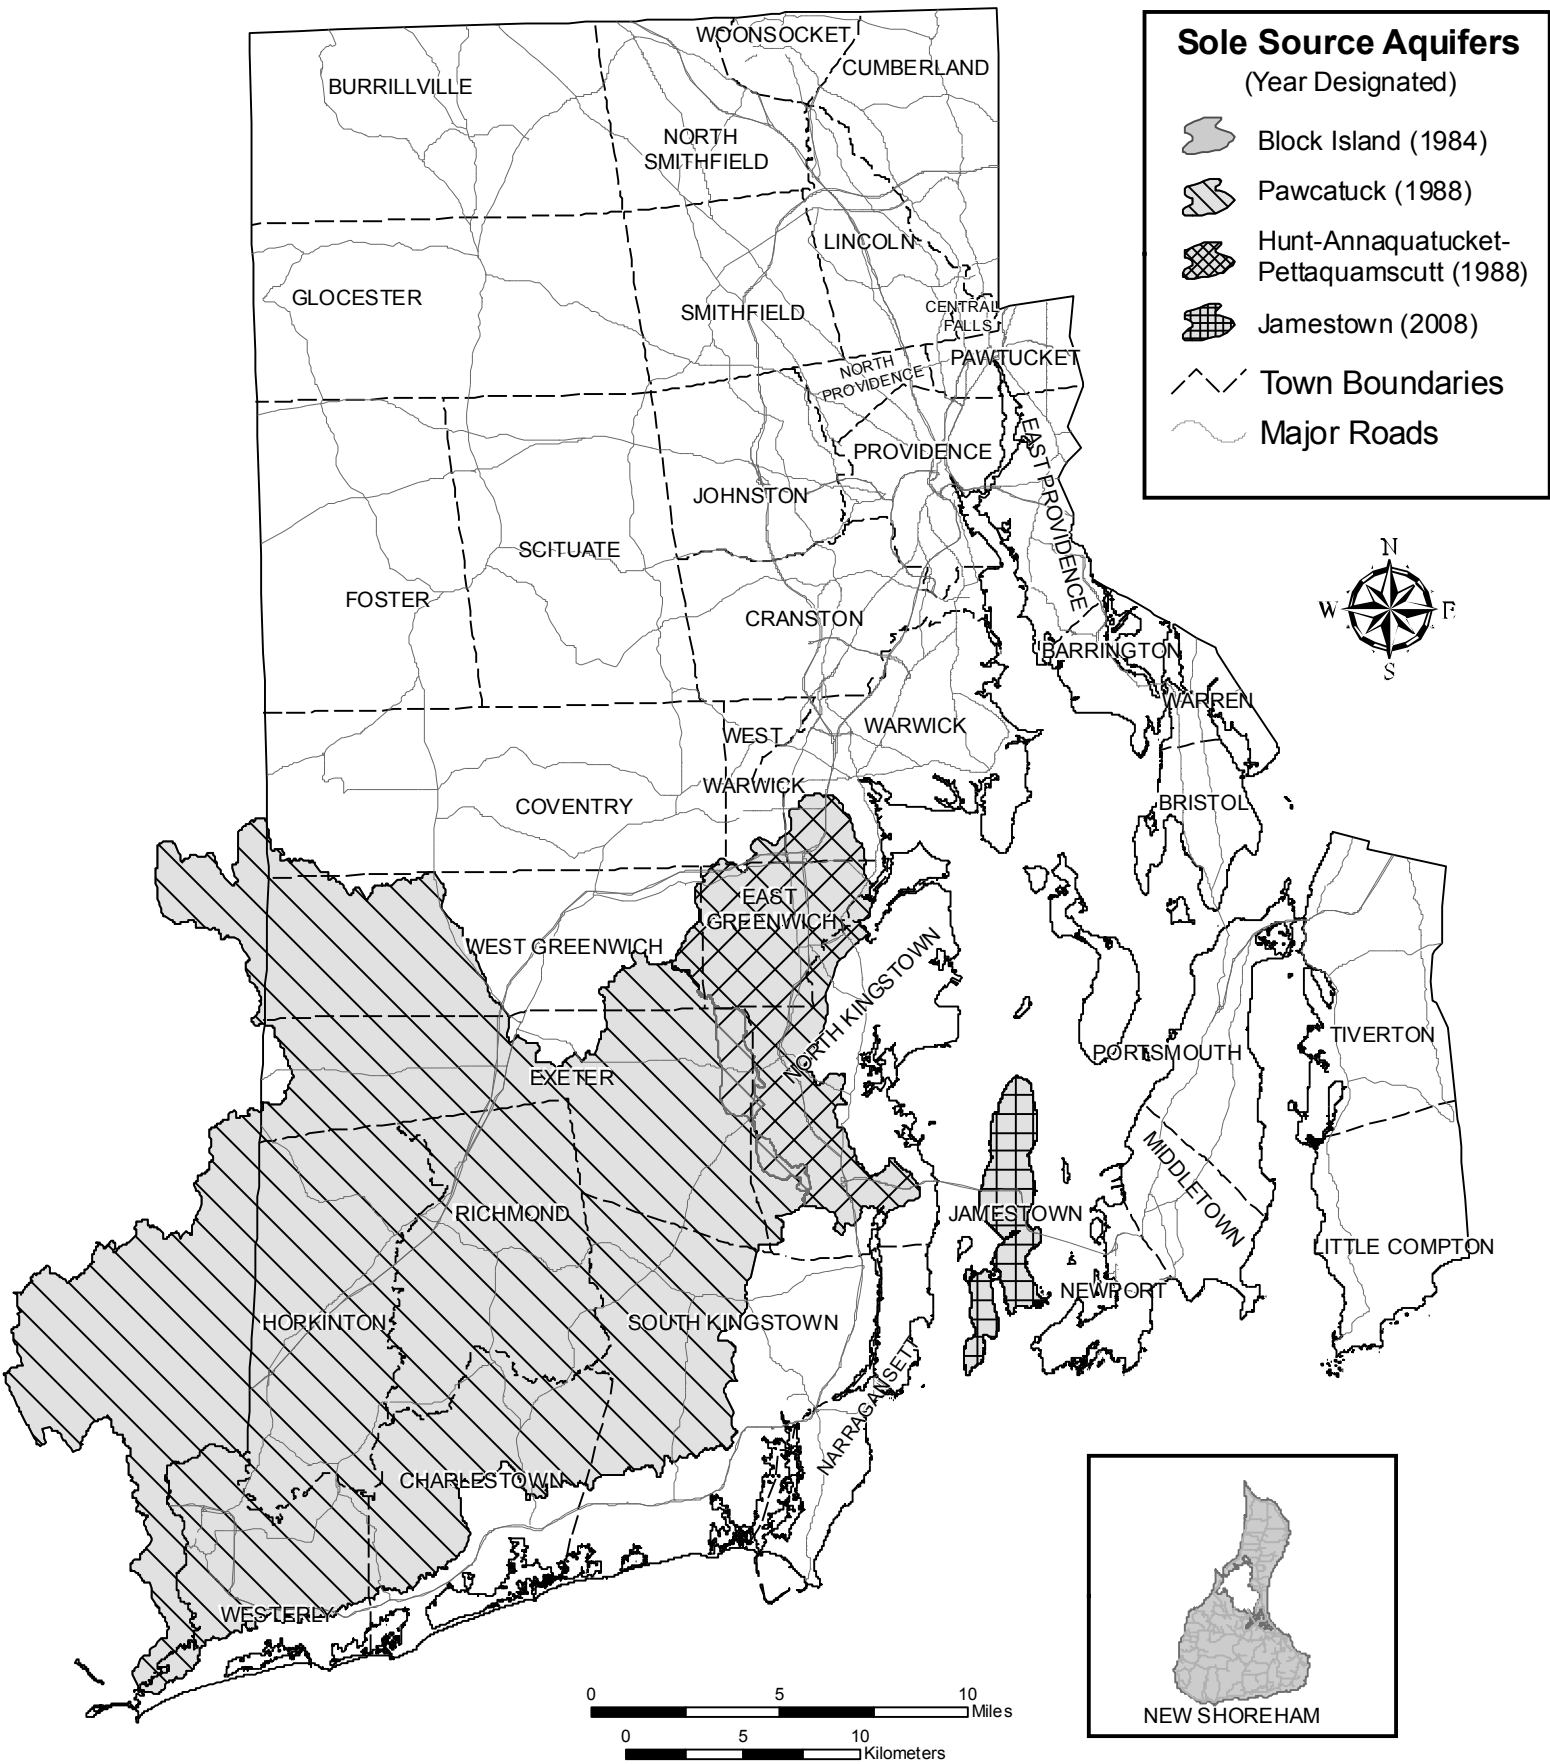 Sole Source Aquifers
(Year Designated)
Block Island (1984)
Pawcatuck (1988)
Hunt-Annaquatucket-
Pettaquamscutt (1988)
Jamestown (2008)
Town Boundaries
Major Roads
N
W
E
S
WOONSOCKET
CUMBERLAND
BURRILLVILLE
NORTH
SMITHFIELD
LINCOLN
GLOCESTER
SMITHFIELD
CENTRAL
FALLS
PAWTUCKET
NORTH
PROVIDENCE
PROVIDENCE
EAST PROVIDENCE
JOHNSTON
SCITUATE
FOSTER
CRANSTON
BARRINGTON
WARREN
WEST
WARWICK
WARWICK
COVENTRY
BRISTOL
EAST
GREENWICH
WEST GREENWICH
NORTH KINGSTOWN
TIVERTON
PORTSMOUTH
EXETER
MIDDLETOWN
RICHMOND
JAMESTOWN
LITTLE COMPTON
NEWPORT
HORKINTON
SOUTH KINGSTOWN
NARRAGANSETT
CHARLESTOWN
WESTERLY
0 5 10
Miles
0 5 10
Kilometers
NEW SHOREHAM